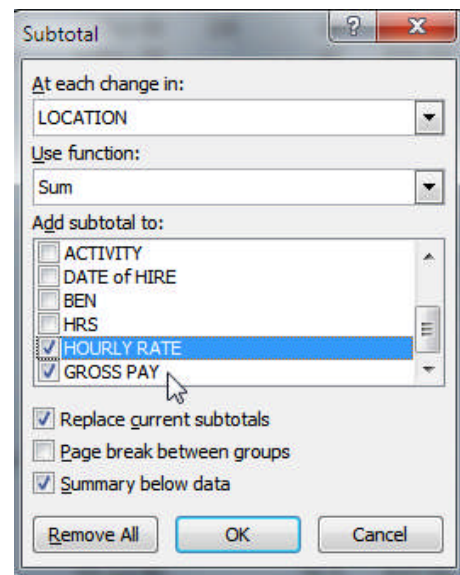 Subtotal
At each change in:
LOCATION
Use function:
Sum
Add subtotal to:
ACTIVITY
DATE of HIRE
BEN
HRS
HOURLY RATE
GROSS PAY
Replace current subtotals
Page break between groups
Summary below data
Remove All OK Cancel